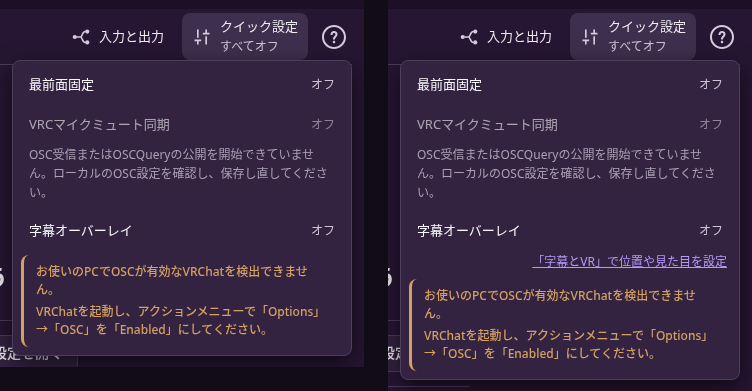 入力と出力
クイック設定
すべてオフ
?
最前面固定 オフ
VRCマイクミュート同期 オフ
OSC受信またはOSCQueryの公開を開始できていませ
ん。ローカルのOSC設定を確認し、保存し直してくださ
い。
字幕オーバーレイ オフ
お使いのPCでOSCが有効なVRChatを検出できませ
ん。
VRChatを起動し、アクションメニューで「Options」
→「OSC」を「Enabled」にしてください。
入力と出力
クイック設定
すべてオフ
?
最前面固定 オフ
VRCマイクミュート同期 オフ
OSC受信またはOSCQueryの公開を開始できていませ
ん。ローカルのOSC設定を確認し、保存し直してくださ
い。
字幕オーバーレイ オフ
「字幕とVR」で位置や見た目を設定
お使いのPCでOSCが有効なVRChatを検出できませ
ん。
VRChatを起動し、アクションメニューで「Options」
→「OSC」を「Enabled」にしてください。